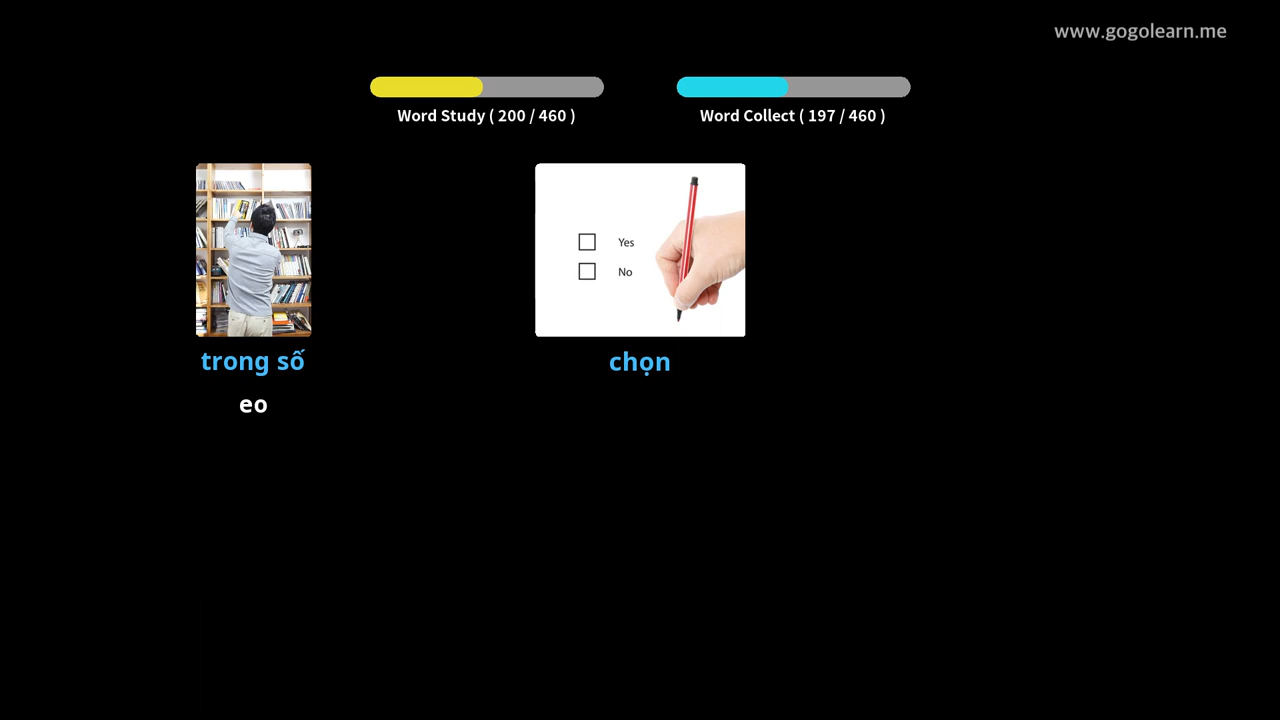 www.gogolearn.me
Word Study ( 200 / 460 )
Word Collect ( 197 / 460 )
Yes
No
trong số
chọn
eo